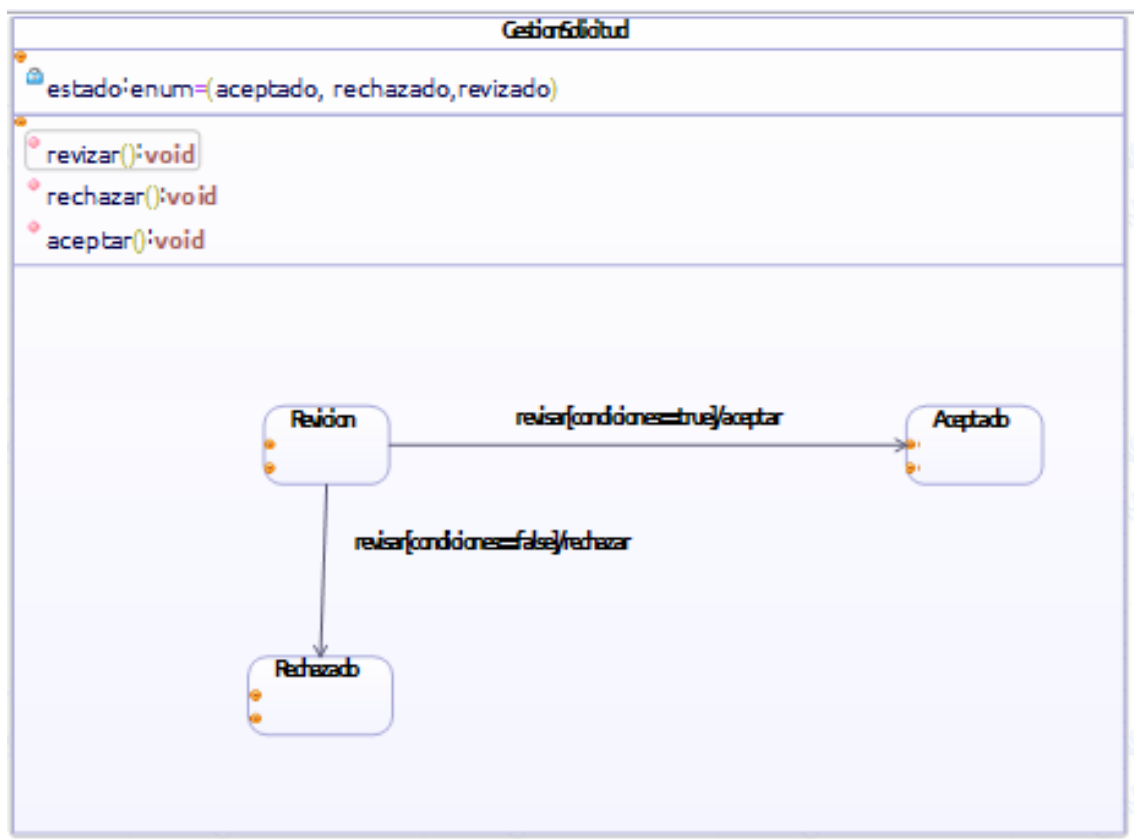 GestionSolicitud
estado:enum=(aceptado, rechazado,revizado)
revizar():void
rechazar():void
aceptar():void
Revicion
revisar[condiciones==true]/aceptar
Aceptado
revisar[condiciones==false]/rechazar
Rechazado